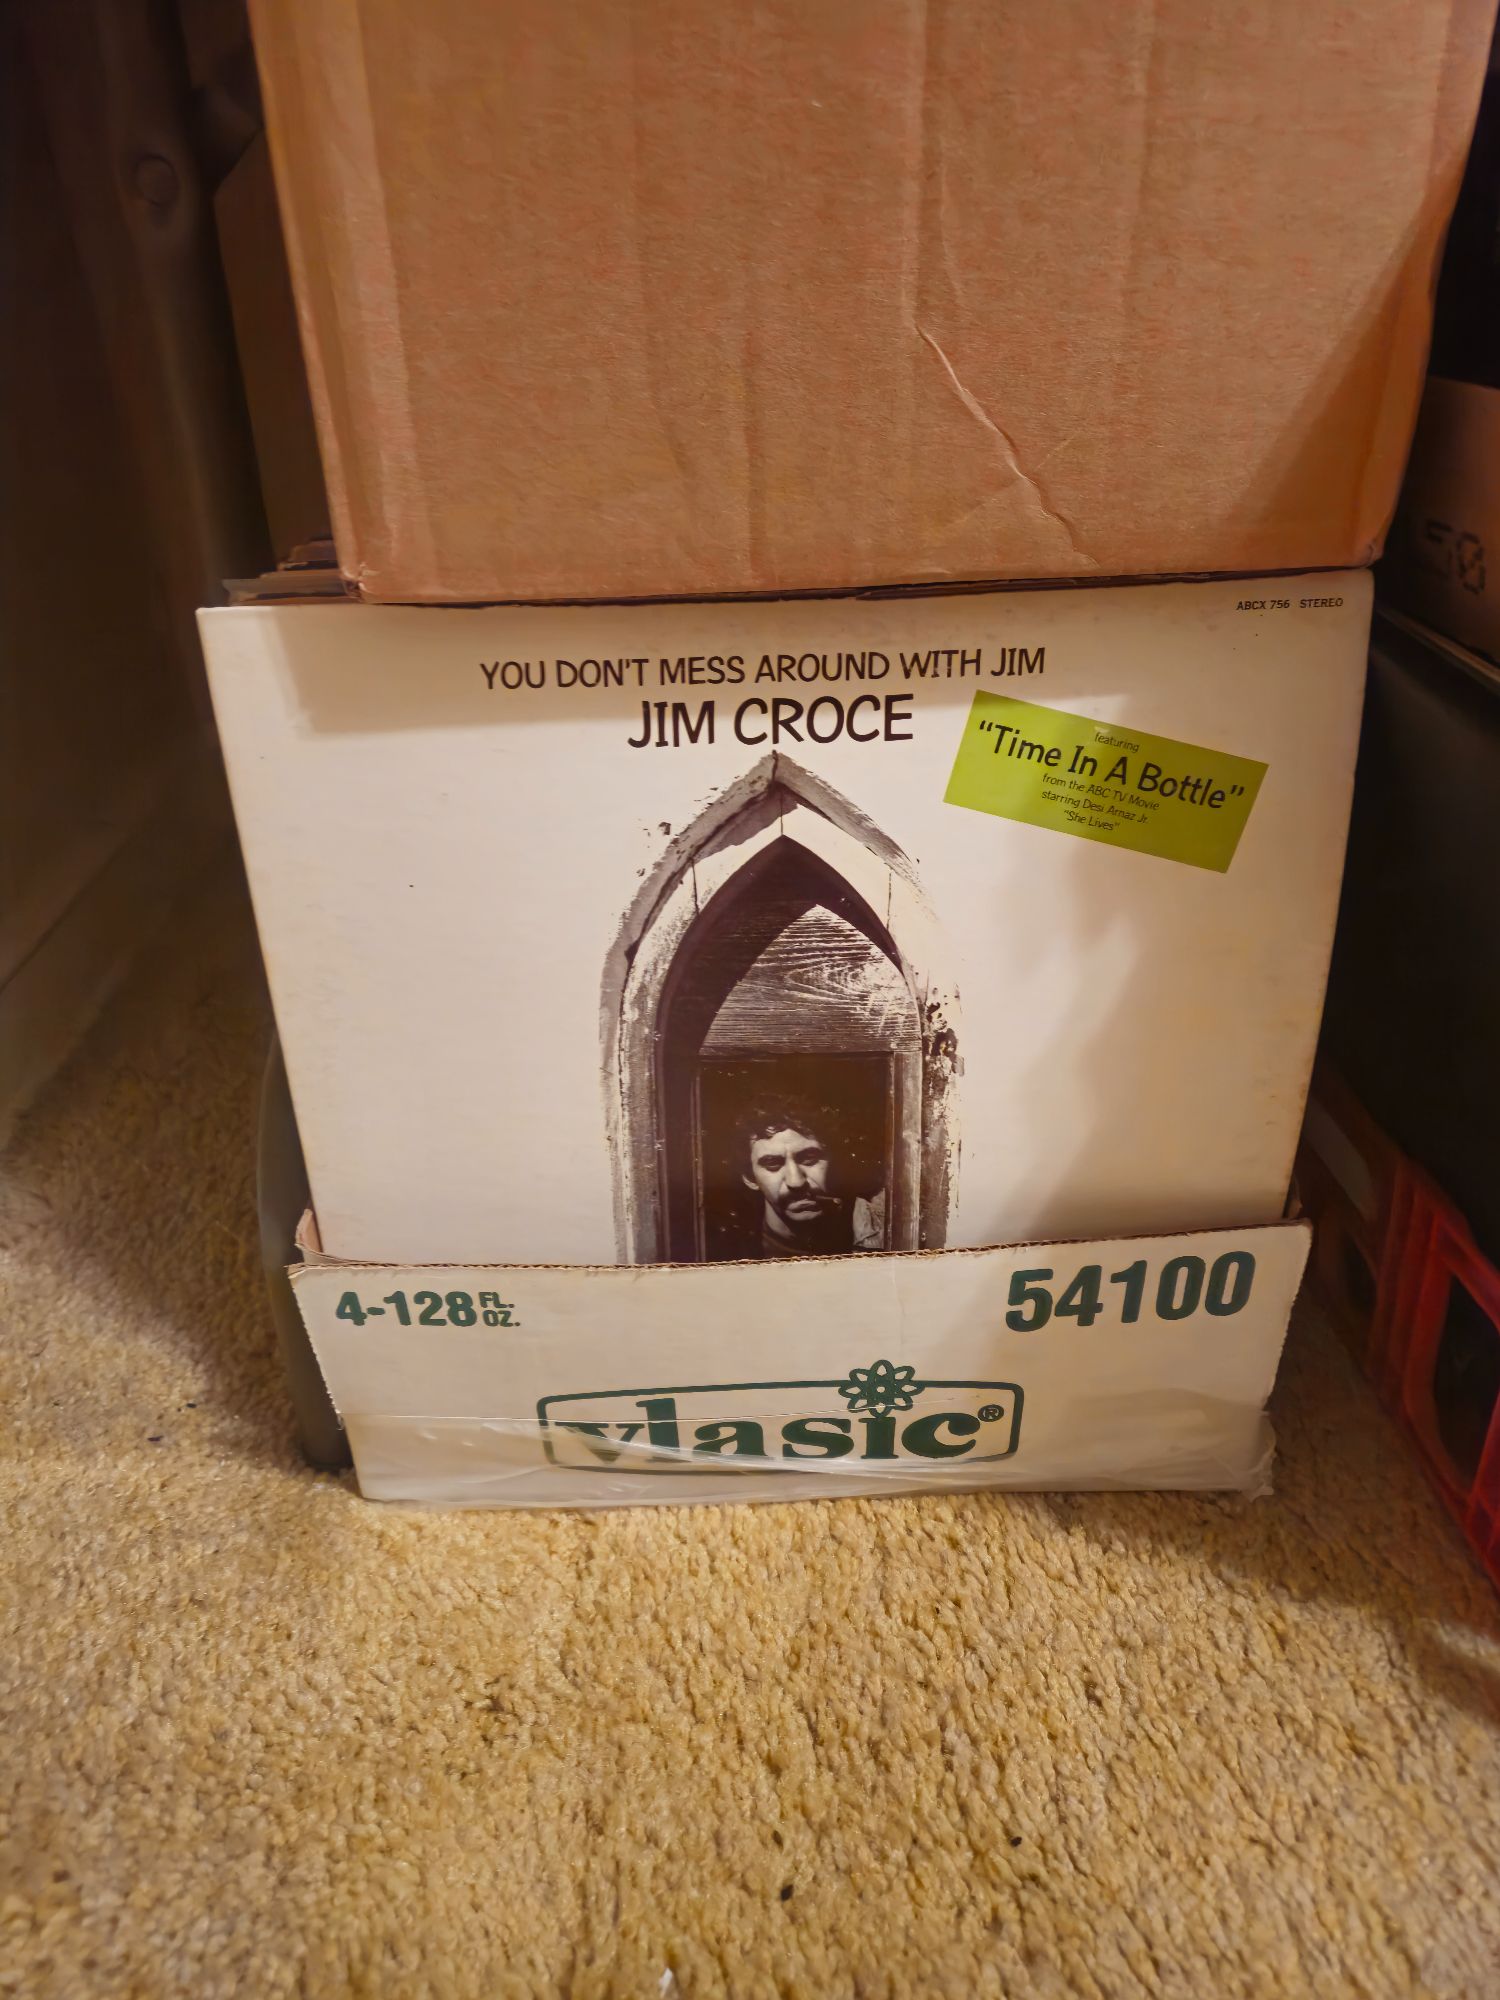 ABCX 756 STEREO
YOU DON'T MESS AROUND WITH JIM
JIM CROCE
featuring
"Time In A Bottle"
from the ABC TV Movie
starring Desi Arnaz Jr.
"She Lives"
4-128 FL. OZ.
54100
vlasic®